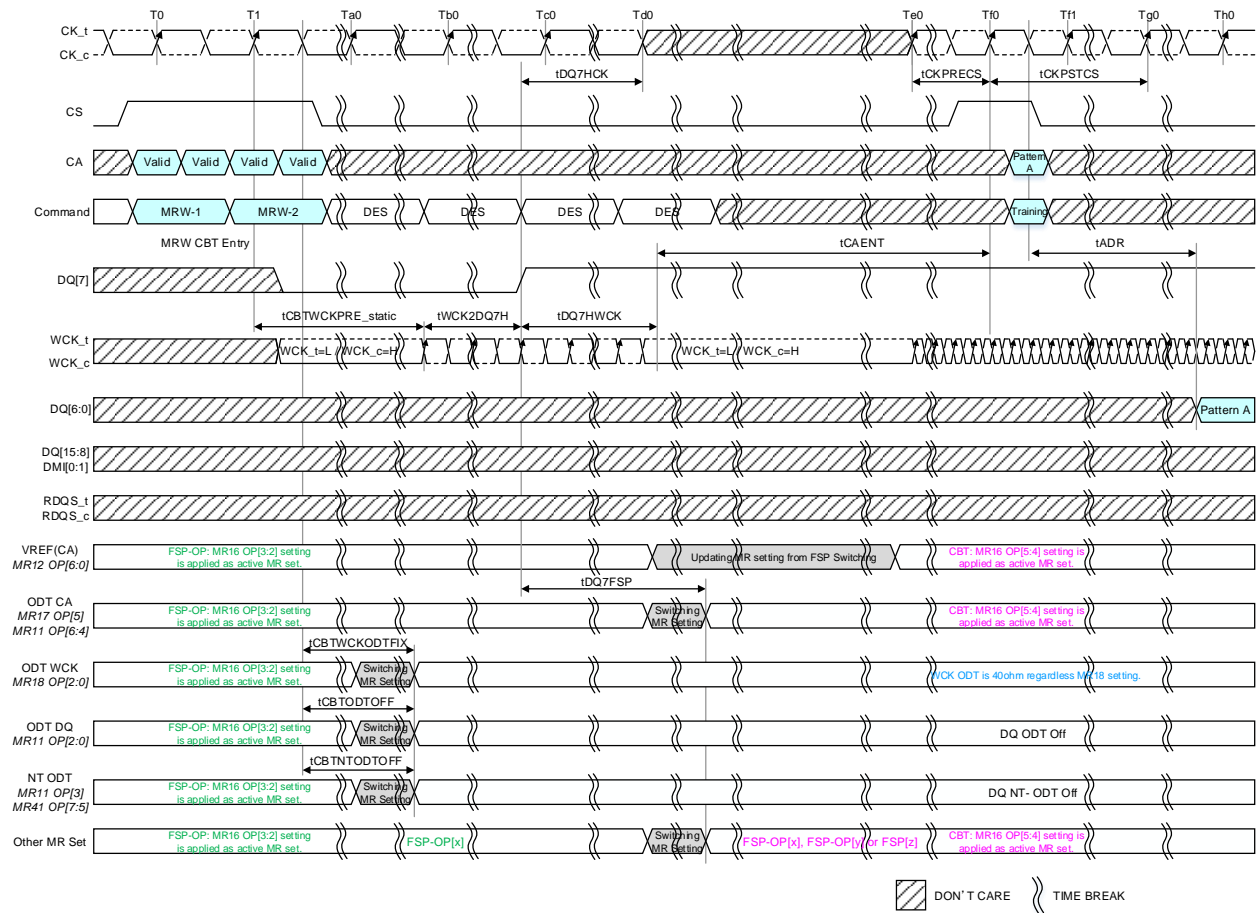 T0 T1 Ta0 Tb0 Tc0 Td0 Te0 Tf0 Tf1 Tg0 Th0
CK_t
CK_c
tDQ7HCK tCKPRECS tCKPSTCS
CS
CA Valid Valid Valid Valid Pattern
A
Command MRW-1 MRW-2 DES DES DES DES Training
MRW CBT Entry tCAENT tADR
DQ[7]
tCBTWCKPRE_static tWCK2DQ7H tDQ7HWCK
WCK_t
WCK_c
WCK_t=L / WCK_c=H WCK_t=L / WCK_c=H
DQ[6:0] Pattern A
DQ[15:8]
DMI[0:1]
RDQS_t
RDQS_c
VREF(CA)
MR12 OP[6:0]
FSP-OP: MR16 OP[3:2] setting
is applied as active MR set.
Updating MR setting from FSP Switching
CBT: MR16 OP[5:4] setting is
applied as active MR set.
tDQ7FSP
ODT CA
MR17 OP[5]
MR11 OP[6:4]
FSP-OP: MR16 OP[3:2] setting
is applied as active MR set.
Switching
MR Setting
CBT: MR16 OP[5:4] setting is
applied as active MR set.
tCBTWCKODTFIX
ODT WCK
MR18 OP[2:0]
FSP-OP: MR16 OP[3:2] setting
is applied as active MR set.
Switching
MR Setting
WCK ODT is 40ohm regardless MR18 setting.
tCBTODTOFF
ODT DQ
MR11 OP[2:0]
FSP-OP: MR16 OP[3:2] setting
is applied as active MR set.
Switching
MR Setting
DQ ODT Off
tCBTNTODTOFF
NT ODT
MR11 OP[3]
MR41 OP[7:5]
FSP-OP: MR16 OP[3:2] setting
is applied as active MR set.
Switching
MR Setting
DQ NT- ODT Off
Other MR Set
FSP-OP: MR16 OP[3:2] setting
is applied as active MR set.
FSP-OP[x]
Switching
MR Setting
FSP-OP[x], FSP-OP[y] or FSP[z]
CBT: MR16 OP[5:4] setting is
applied as active MR set.
DON'T CARE TIME BREAK